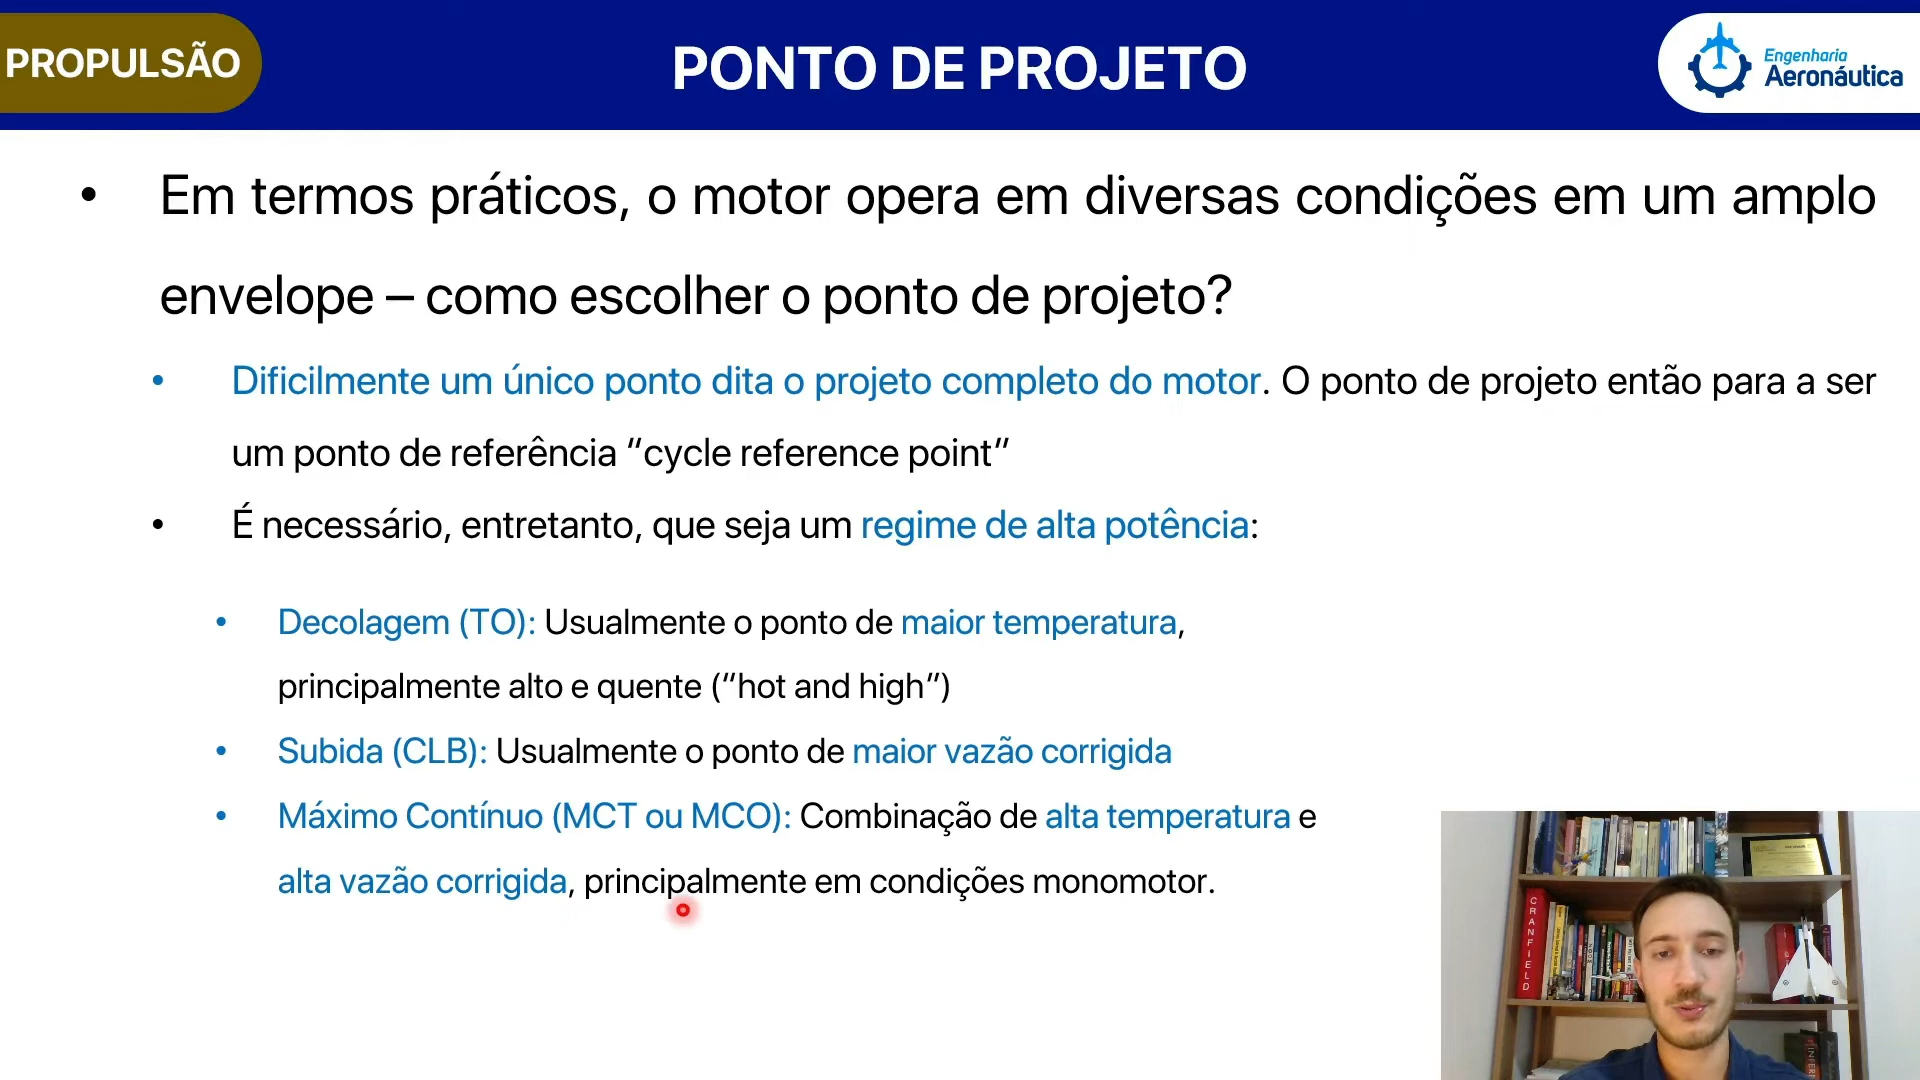 PROPULSÃO
PONTO DE PROJETO
Engenharia
Aeronáutica
• Em termos práticos, o motor opera em diversas condições em um amplo
envelope – como escolher o ponto de projeto?
• Dificilmente um único ponto dita o projeto completo do motor. O ponto de projeto então para a ser
um ponto de referência “cycle reference point”
• É necessário, entretanto, que seja um regime de alta potência:
• Decolagem (TO): Usualmente o ponto de maior temperatura,
principalmente alto e quente (“hot and high”)
• Subida (CLB): Usualmente o ponto de maior vazão corrigida
• Máximo Contínuo (MCT ou MCO): Combinação de alta temperatura e
alta vazão corrigida, principalmente em condições monomotor.
CRANFIELD